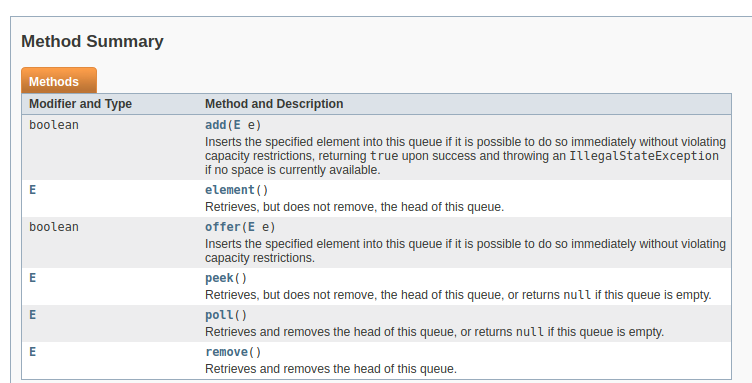 Method Summary
Methods
Modifier and Type Method and Description
boolean add(E e)
Inserts the specified element into this queue if it is possible to do so immediately without violating
capacity restrictions, returning true upon success and throwing an IllegalStateException
if no space is currently available.
E element()
Retrieves, but does not remove, the head of this queue.
boolean offer(E e)
Inserts the specified element into this queue if it is possible to do so immediately without violating
capacity restrictions.
E peek()
Retrieves, but does not remove, the head of this queue, or returns null if this queue is empty.
E poll()
Retrieves and removes the head of this queue, or returns null if this queue is empty.
E remove()
Retrieves and removes the head of this queue.